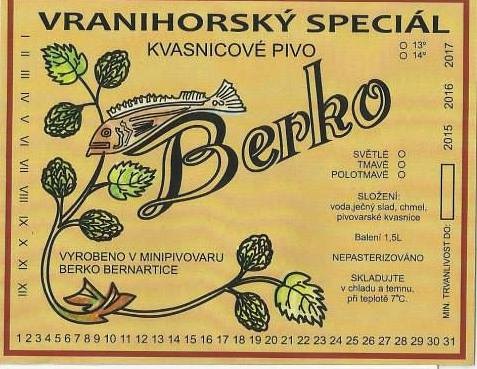 VRANIHORSKÝ SPECIÁL
KVASNICOVÉ PIVO
13º
14º
Berko
SVĚTLÉ
TMAVÉ
POLOTMAVÉ
SLOŽENÍ:
voda,ječný slad, chmel,
pivovarské kvasnice
Balení 1,5L
NEPASTERIZOVÁNO
SKLADUJTE
v chladu a temnu,
při teplotě 7°C.
VYROBENO V MINIPIVOVARU
BERKO BERNARTICE
I II III IV V VI VII VIII IX X XI XII
MIN. TRVANLIVOST DO: 2015 2016 2017
1 2 3 4 5 6 7 8 9 10 11 12 13 14 15 16 17 18 19 20 21 22 23 24 25 26 27 28 29 30 31